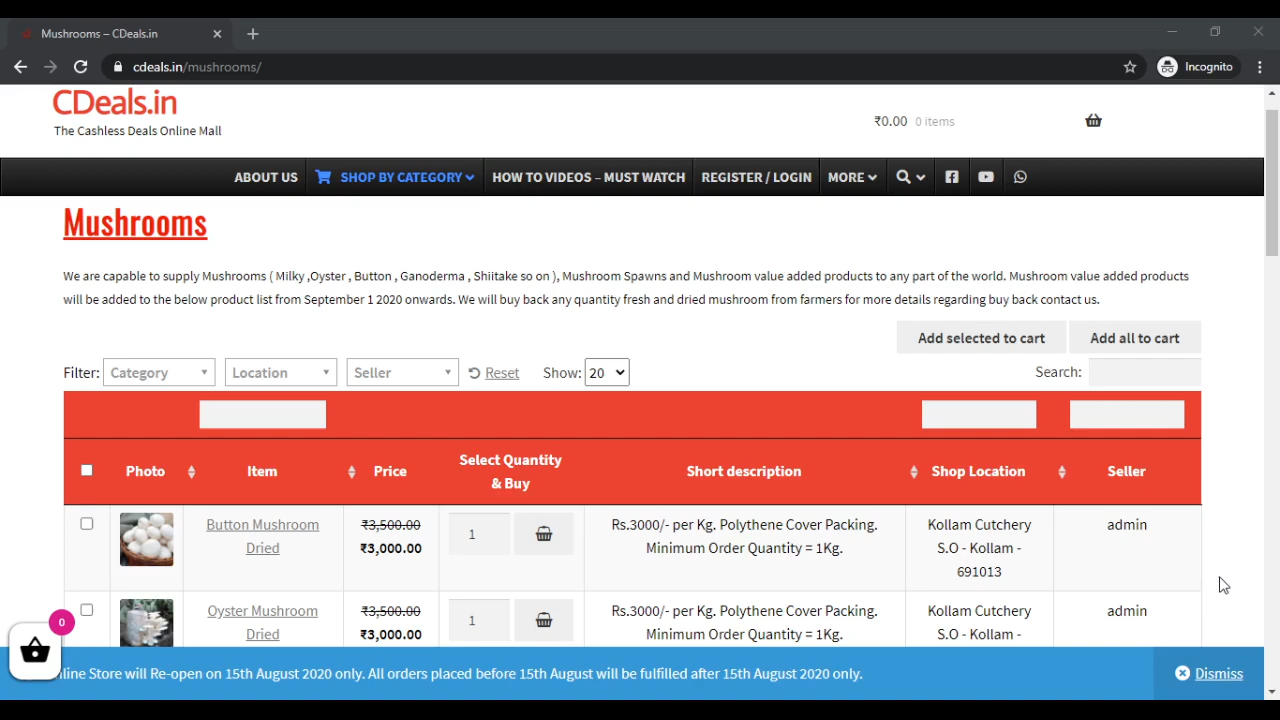 Mushrooms – CDeals.in
cdeals.in/mushrooms/
Incognito
CDeals.in
The Cashless Deals Online Mall
₹0.00 0 items
ABOUT US SHOP BY CATEGORY HOW TO VIDEOS – MUST WATCH REGISTER / LOGIN MORE
Mushrooms
We are capable to supply Mushrooms ( Milky ,Oyster , Button , Ganoderma , Shiitake so on ), Mushroom Spawns and Mushroom value added products to any part of the world. Mushroom value added products
will be added to the below product list from September 1 2020 onwards. We will buy back any quantity fresh and dried mushroom from farmers for more details regarding buy back contact us.
Add selected to cart Add all to cart
Filter: Category Location Seller Reset Show: 20 Search:
Photo Item Price Select Quantity & Buy Short description Shop Location Seller
Button Mushroom Dried
₹3,500.00
₹3,000.00
1
Rs.3000/- per Kg. Polythene Cover Packing.
Minimum Order Quantity = 1Kg.
Kollam Cutchery
S.O - Kollam -
691013
admin
Oyster Mushroom Dried
₹3,500.00
₹3,000.00
1
Rs.3000/- per Kg. Polythene Cover Packing.
Minimum Order Quantity = 1Kg.
Kollam Cutchery
S.O - Kollam -
admin
0
Store will Re-open on 15th August 2020 only. All orders placed before 15th August will be fulfilled after 15th August 2020 only.
Dismiss